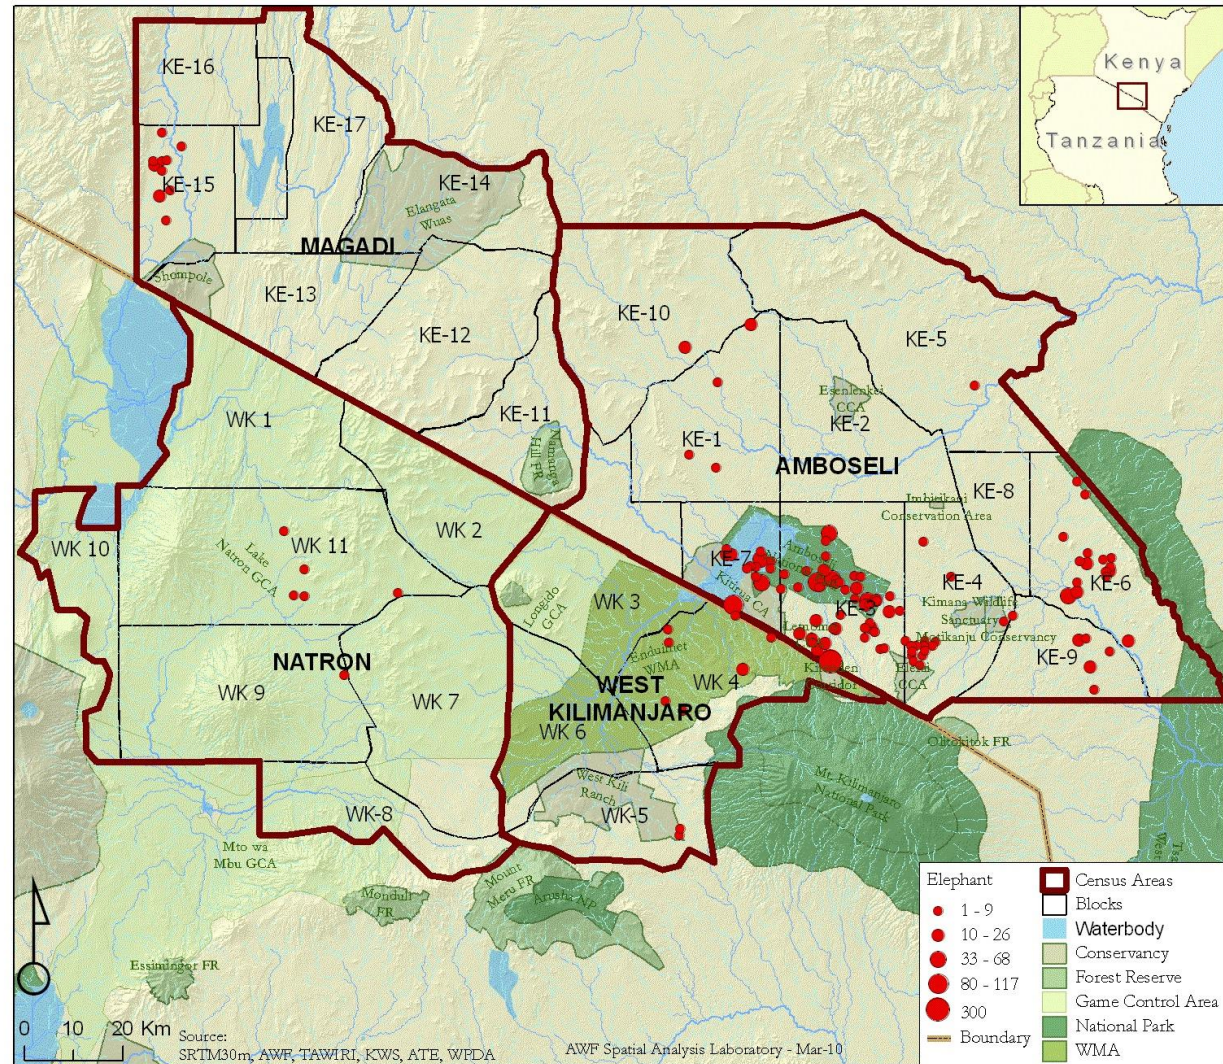 Kenya
Tanzania
KE-16
KE-17
KE-15
KE-14
Elangata
Wuas
MAGADI
Shompole
KE-13
KE-12
KE-10
KE-5
KE-11
Namanga
Hill FR
KE-1
Eselenkei
CCA
KE-2
AMBOSELI
WK 1
WK 2
WK 10
WK 11
Lake
Natron GCA
KE-8
Imbirikani
Conservation Area
KE-7
Kitirua CA
KE-4
KE-6
Kimana Wildlife
Sanctuary
Motikanju Conservancy
KE-3
KE-9
CCA
Longido
GCA
WK 3
Enduimet
WMA
WK 4
WEST
KILIMANJARO
NATRON
WK 9
WK 7
WK 6
Olitokitok FR
Mt. Kilimanjaro
National Park
West Kili
Ranch
WK-5
WK-8
Mto wa
Mbu GCA
Mount
Meru FR
Arusha NP
Monduli
FR
Essimingor FR
Elephant
1 - 9
10 - 26
33 - 68
80 - 117
300
Boundary
Census Areas
Blocks
Waterbody
Conservancy
Forest Reserve
Game Control Area
National Park
WMA
0 10 20 Km
Source:
SRTM30m, AWF, TAWIRI, KWS, ATE, WPDA
AWF Spatial Analysis Laboratory - Mar-10